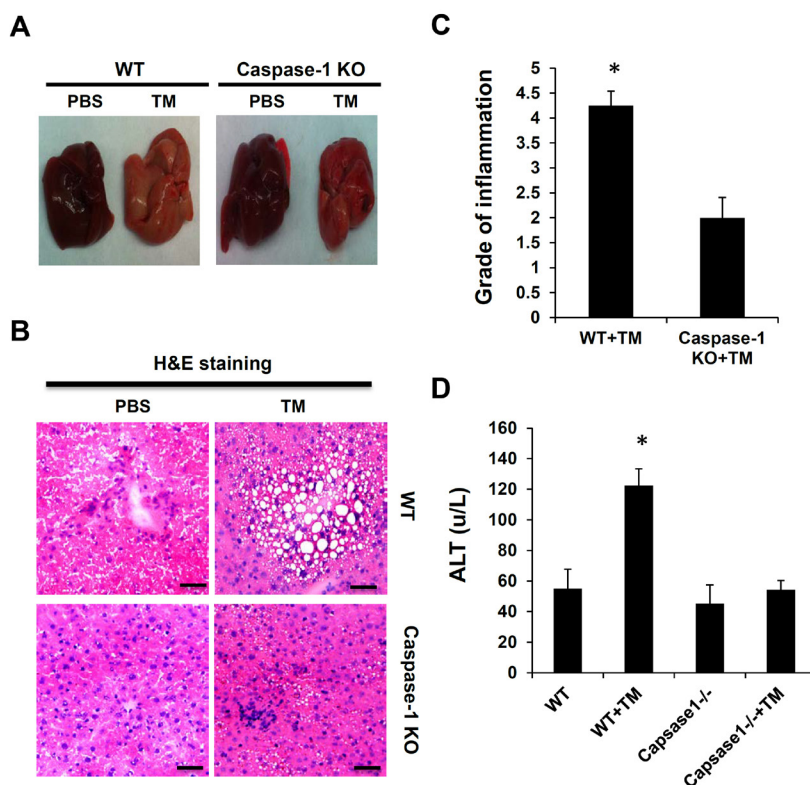 A
WT
Caspase-1 KO
PBS
TM
PBS
TM
B
H&E staining
PBS
TM
WT
Caspase-1 KO
C
Grade of inflammation
5
4.5
4
3.5
3
2.5
2
1.5
1
0.5
0
*
WT+TM
Caspase-1
KO+TM
D
ALT (u/L)
160
140
120
100
80
60
40
20
0
*
WT
WT+TM
Capsase1-/-
Capsase1-/-+TM